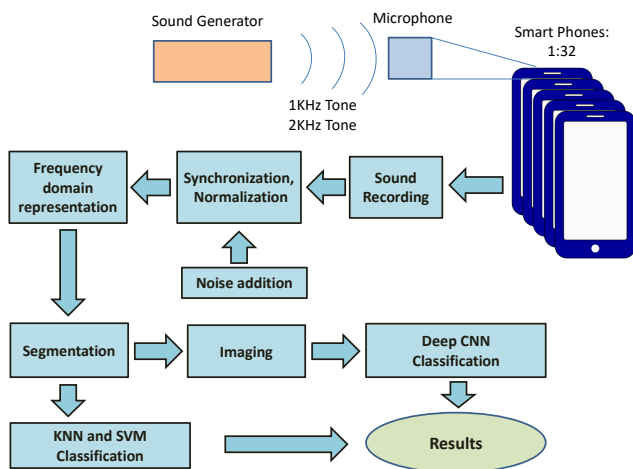 Sound Generator
Microphone
Smart Phones:
1:32
1KHz Tone
2KHz Tone
Frequency
domain
representation
Synchronization,
Normalization
Sound
Recording
Noise addition
Segmentation
Imaging
Deep CNN
Classification
KNN and SVM
Classification
Results